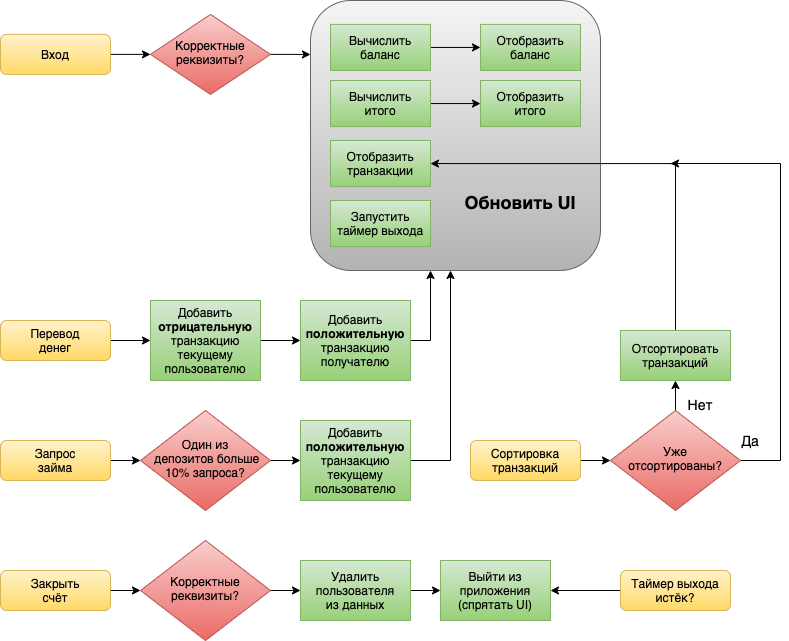 Вход
Корректные
реквизиты?
Вычислить
баланс
Отобразить
баланс
Вычислить
итого
Отобразить
итого
Отобразить
транзакции
Обновить UI
Запустить
таймер выхода
Перевод
денег
Добавить
отрицательную
транзакцию
текущему
пользователю
Добавить
положительную
транзакцию
получателю
Отсортировать
транзакций
Нет
Да
Запрос
займа
Один из
депозитов больше
10% запроса?
Добавить
положительную
транзакцию
текущему
пользователю
Сортировка
транзакций
Уже
отсортированы?
Закрыть
счёт
Корректные
реквизиты?
Удалить
пользователя
из данных
Выйти из
приложения
(спрятать UI)
Таймер выхода
истёк?